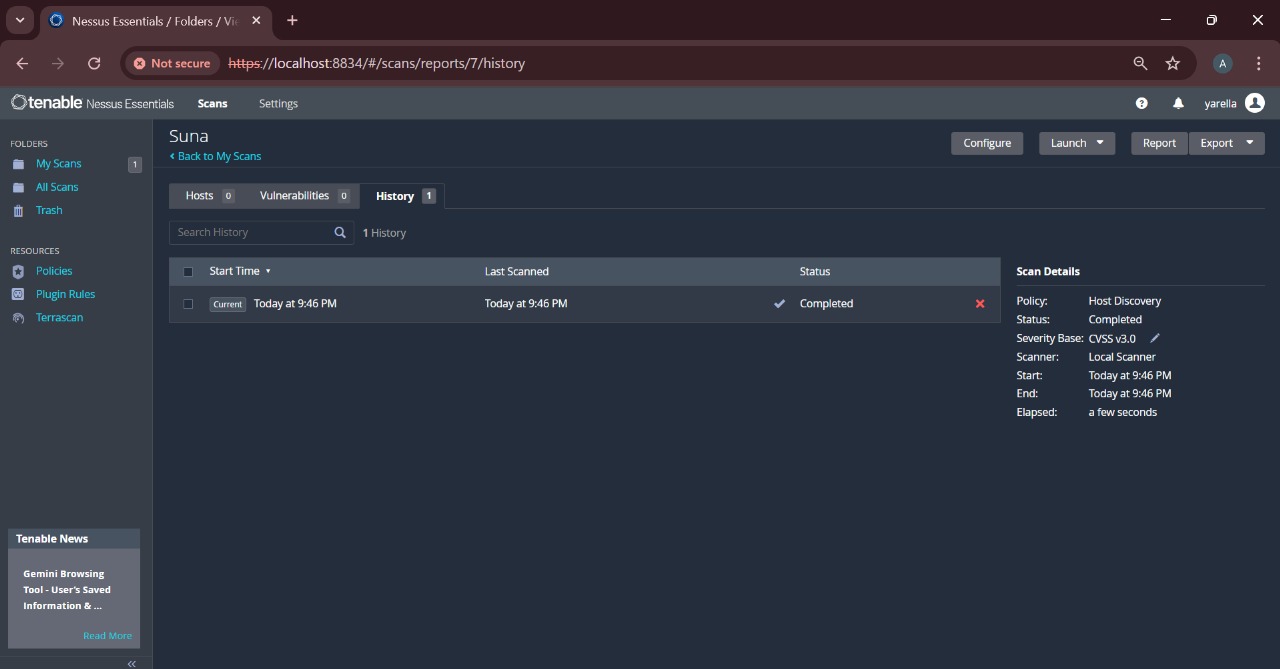 Nessus Essentials / Folders / Vie
Not secure https://localhost:8834/#/scans/reports/7/history A
tenable Nessus Essentials Scans Settings ? yarella
FOLDERS
My Scans 1
All Scans
Trash
RESOURCES
Policies
Plugin Rules
Terrascan
Tenable News
Gemini Browsing
Tool - User's Saved
Information & ...
Read More
Suna
Back to My Scans
Configure Launch Report Export
Hosts 0 Vulnerabilities 0 History 1
Search History 1 History
Start Time Last Scanned Status
Current Today at 9:46 PM Today at 9:46 PM Completed
Scan Details
Policy: Host Discovery
Status: Completed
Severity Base: CVSS v3.0
Scanner: Local Scanner
Start: Today at 9:46 PM
End: Today at 9:46 PM
Elapsed: a few seconds